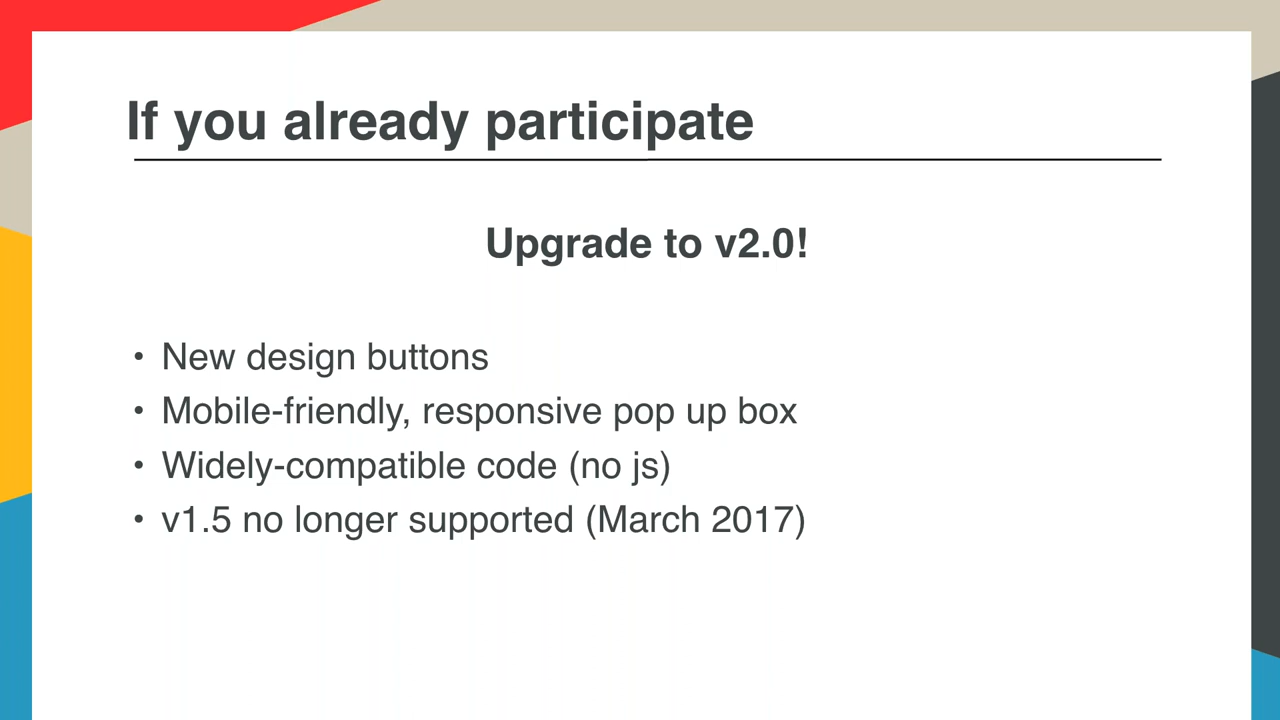 If you already participate
Upgrade to v2.0!
• New design buttons
• Mobile-friendly, responsive pop up box
• Widely-compatible code (no js)
• v1.5 no longer supported (March 2017)